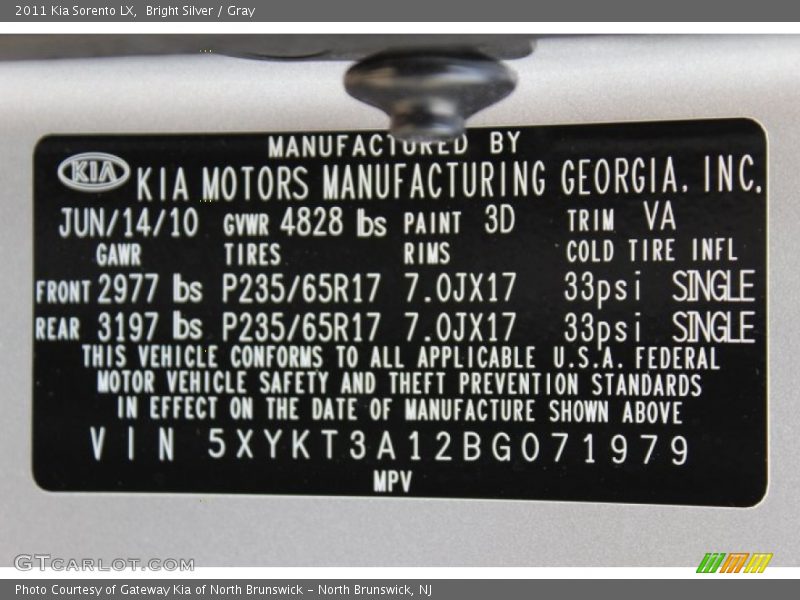 2011 Kia Sorento LX, Bright Silver / Gray
MANUFACTURED BY
KIA KIA MOTORS MANUFACTURING GEORGIA. INC.
JUN/14/10 GVWR 4828 lbs PAINT 3D TRIM VA
GAWR TIRES RIMS COLD TIRE INFL
FRONT 2977 lbs P235/65R17 7.0JX17 33psi SINGLE
REAR 3197 lbs P235/65R17 7.0JX17 33psi SINGLE
THIS VEHICLE CONFORMS TO ALL APPLICABLE U.S.A. FEDERAL
MOTOR VEHICLE SAFETY AND THEFT PREVENTION STANDARDS
IN EFFECT ON THE DATE OF MANUFACTURE SHOWN ABOVE
VIN 5XYKT3A12BG071979
MPV
GTCARLOT.COM
Photo Courtesy of Gateway Kia of North Brunswick - North Brunswick, NJ